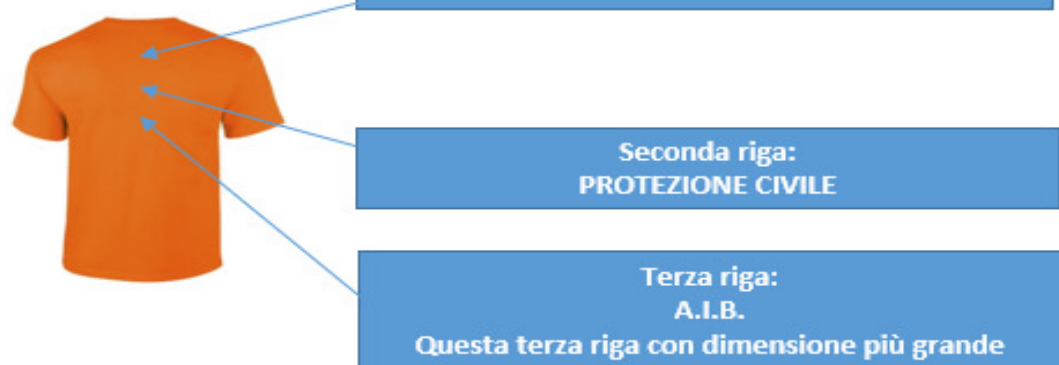 Seconda riga:
PROTEZIONE CIVILE
Terza riga:
A.I.B.
Questa terza riga con dimensione più grande